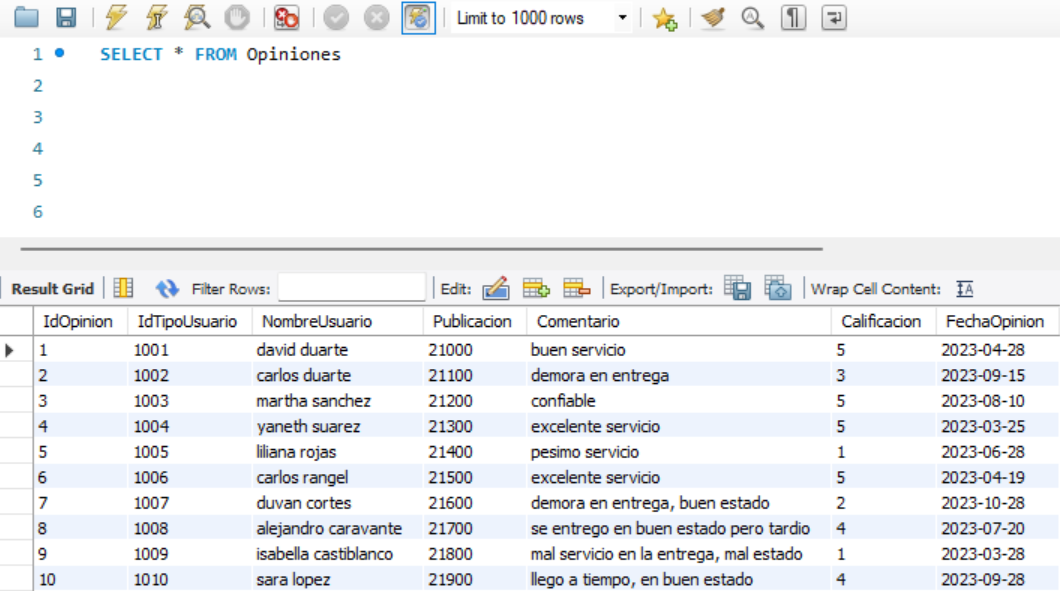 Limit to 1000 rows
1 SELECT * FROM Opiniones
2
3
4
5
6
Result Grid Filter Rows: Edit: Export/Import: Wrap Cell Content:
IdOpinion IdTipoUsuario NombreUsuario Publicacion Comentario Calificacion FechaOpinion
1 1001 david duarte 21000 buen servicio 5 2023-04-28
2 1002 carlos duarte 21100 demora en entrega 3 2023-09-15
3 1003 martha sanchez 21200 confiable 5 2023-08-10
4 1004 yaneth suarez 21300 excelente servicio 5 2023-03-25
5 1005 liliana rojas 21400 pesimo servicio 1 2023-06-28
6 1006 carlos rangel 21500 excelente servicio 5 2023-04-19
7 1007 duvan cortes 21600 demora en entrega, buen estado 2 2023-10-28
8 1008 alejandro caravante 21700 se entrego en buen estado pero tardio 4 2023-07-20
9 1009 isabella castiblanco 21800 mal servicio en la entrega, mal estado 1 2023-03-28
10 1010 sara lopez 21900 llego a tiempo, en buen estado 4 2023-09-28